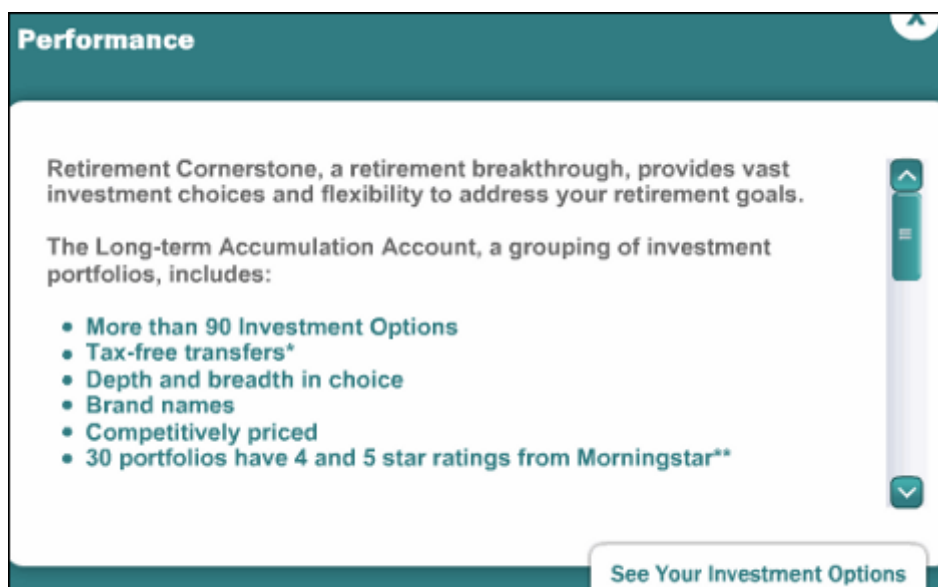 X
Performance
Retirement Cornerstone, a retirement breakthrough, provides vast
investment choices and flexibility to address your retirement goals.
The Long-term Accumulation Account, a grouping of investment
portfolios, includes:
• More than 90 Investment Options
• Tax-free transfers*
• Depth and breadth in choice
• Brand names
• Competitively priced
• 30 portfolios have 4 and 5 star ratings from Morningstar**
See Your Investment Options